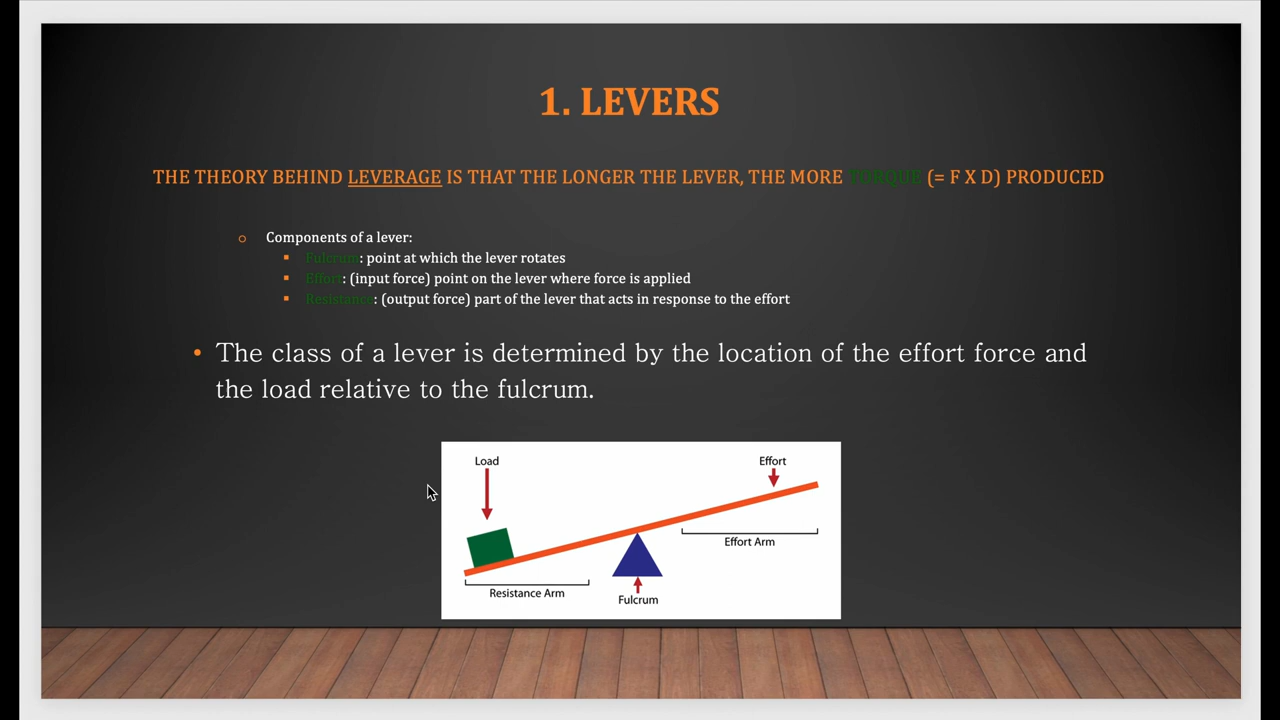 1. LEVERS
THE THEORY BEHIND LEVERAGE IS THAT THE LONGER THE LEVER, THE MORE TORQUE (= F X D) PRODUCED
Components of a lever:
Fulcrum: point at which the lever rotates
Effort: (input force) point on the lever where force is applied
Resistance: (output force) part of the lever that acts in response to the effort
The class of a lever is determined by the location of the effort force and
the load relative to the fulcrum.
Load
Effort
Effort Arm
Resistance Arm
Fulcrum